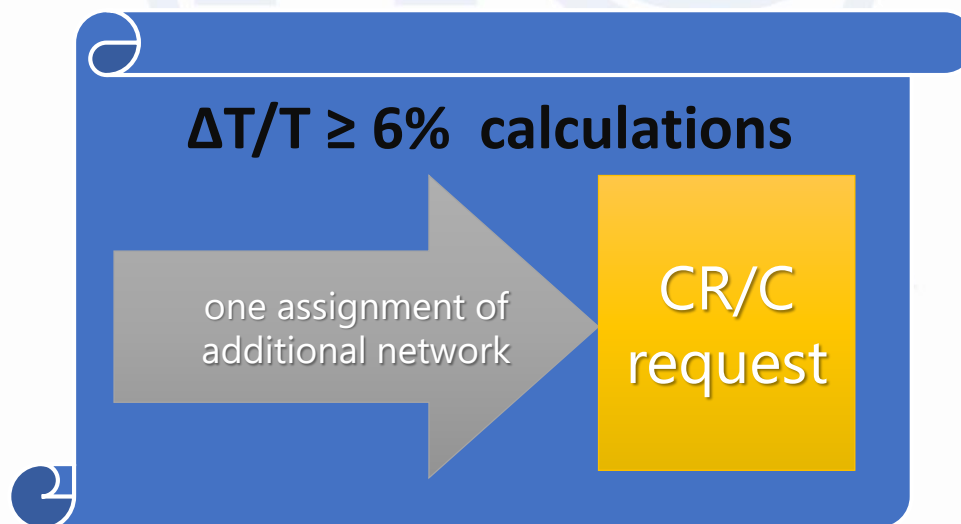 ΔT/T ≥ 6% calculations
one assignment of
additional network
CR/C
request